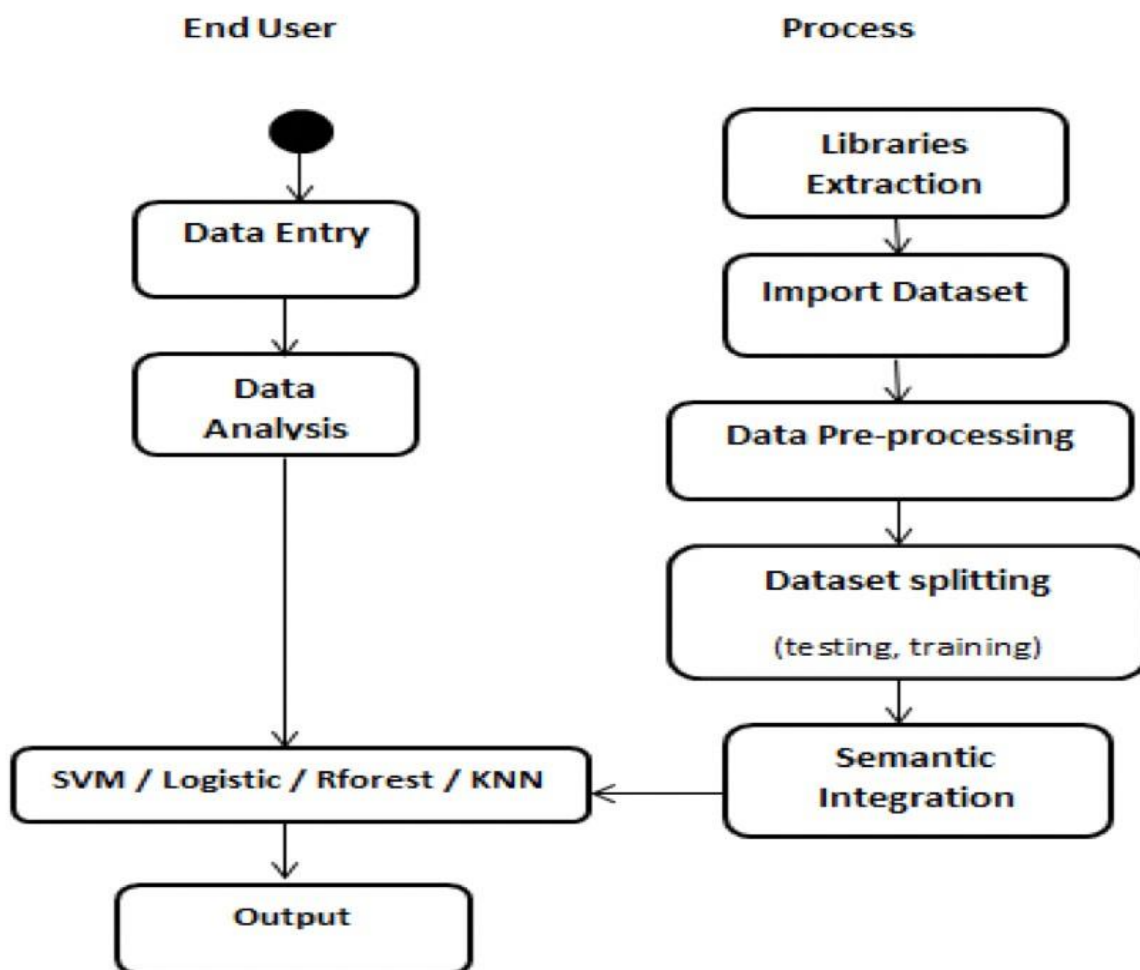 End User
Process
Data Entry
Data
Analysis
Libraries
Extraction
Import Dataset
Data Pre-processing
Dataset splitting
(testing, training)
Semantic
Integration
SVM / Logistic / Rforest / KNN
Output